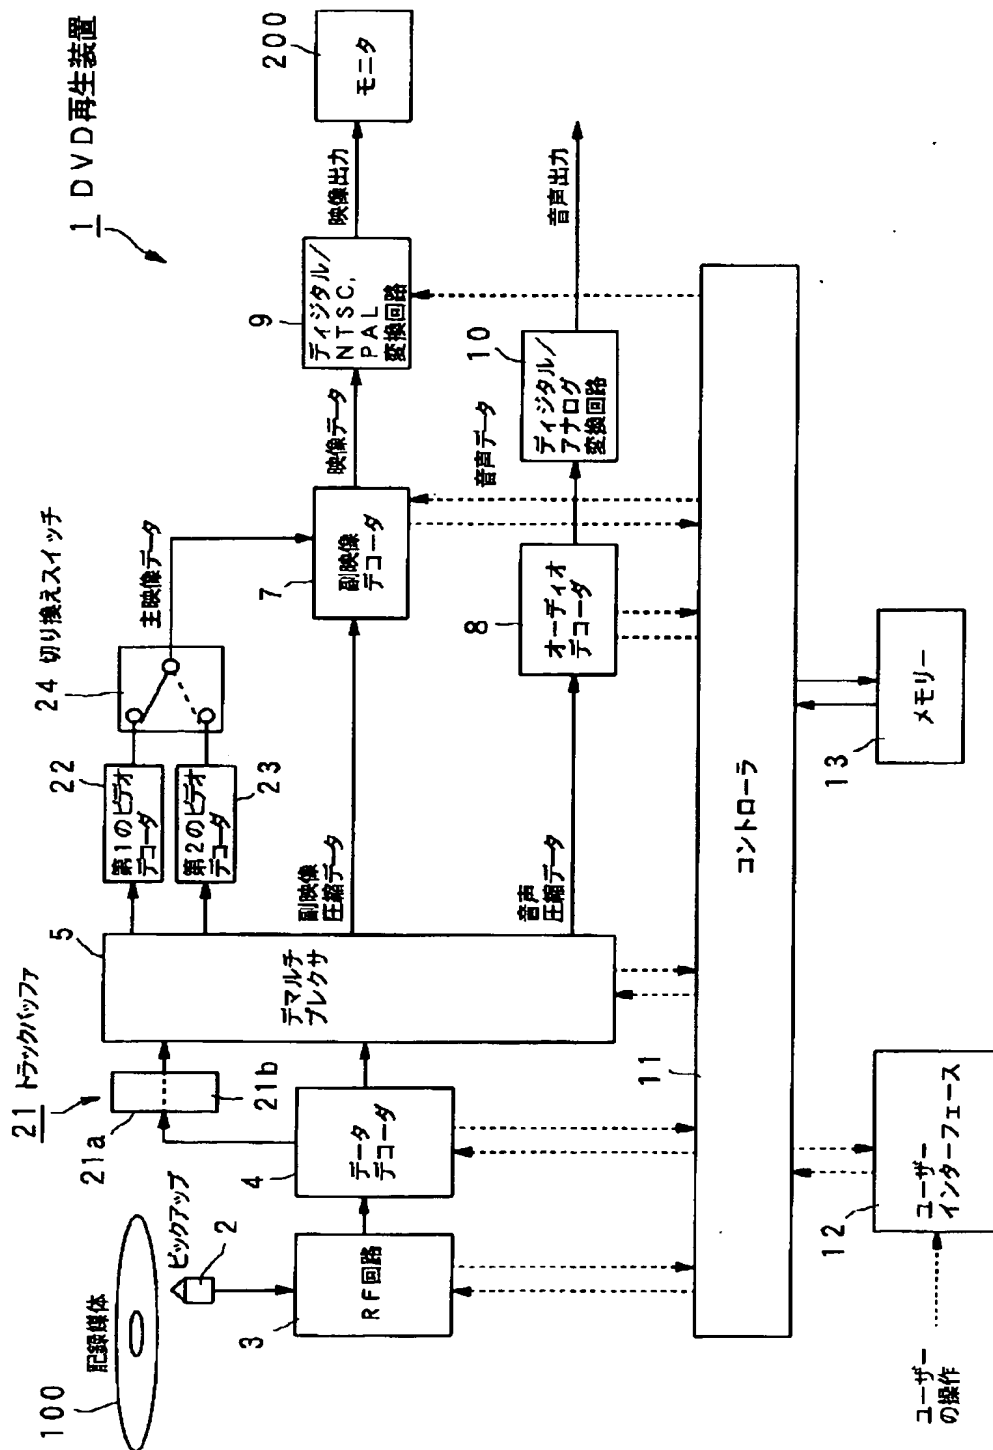 1 DVD再生装置
100
記録媒体
ピックアップ
2
3
RF回路
21 トラックバッファ
21a
21b
4
データ
デコーダ
5
デマルチ
プレクサ
22
第1のビデオ
デコーダ
第2のビデオ
デコーダ
23
24 切り換えスイッチ
主映像データ
副映像
圧縮データ
7
副映像
デコーダ
映像データ
9
ディジタル/
NTSC,
PAL
変換回路
映像出力
200
モニタ
音声
圧縮データ
8
オーディオ
デコーダ
音声データ
10
ディジタル/
アナログ
変換回路
音声出力
11
コントローラ
ユーザー
の操作
12
ユーザー
インターフェース
13
メモリー